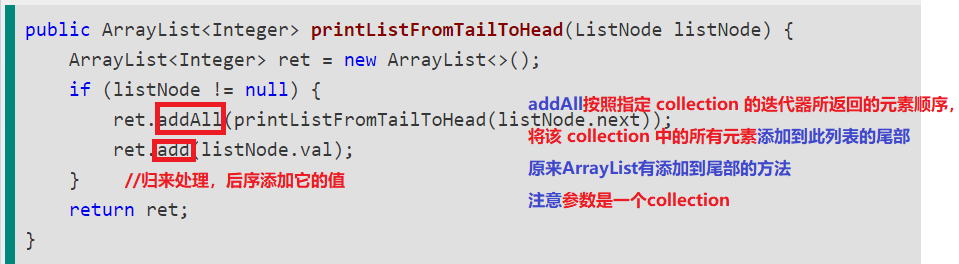 public ArrayList<Integer> printListFromTailToHead(ListNode listNode) {
ArrayList<Integer> ret = new ArrayList<>();
if (listNode != null) {
ret.addAll(printListFromTailToHead(listNode.next));
ret.add(listNode.val);
} //归来处理，后序添加它的值
return ret;
}
addAll按照指定 collection 的迭代器所返回的元素顺序，
将该 collection 中的所有元素添加到此列表的尾部
原来ArrayList有添加到尾部的方法
注意参数是一个collection